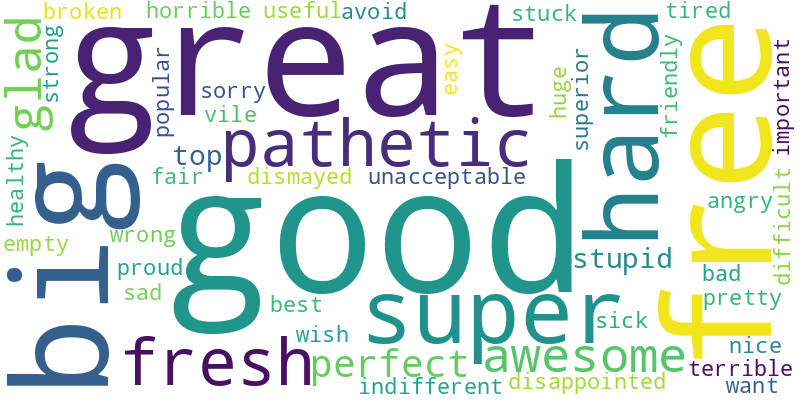 broken
horrible
useful
avoid
stuck
tired
glad
strong
great
popular
sorry
vile
easy
huge
superior
hard
friendly
free
important
pathetic
top
healthy
big
fair
dismayed
unacceptable
good
angry
difficult
empty
wrong
proud
sad
best
stupid
bad
pretty
super
sick
wish
fresh
perfect
awesome
nice
terrible
indifferent
disappointed
want